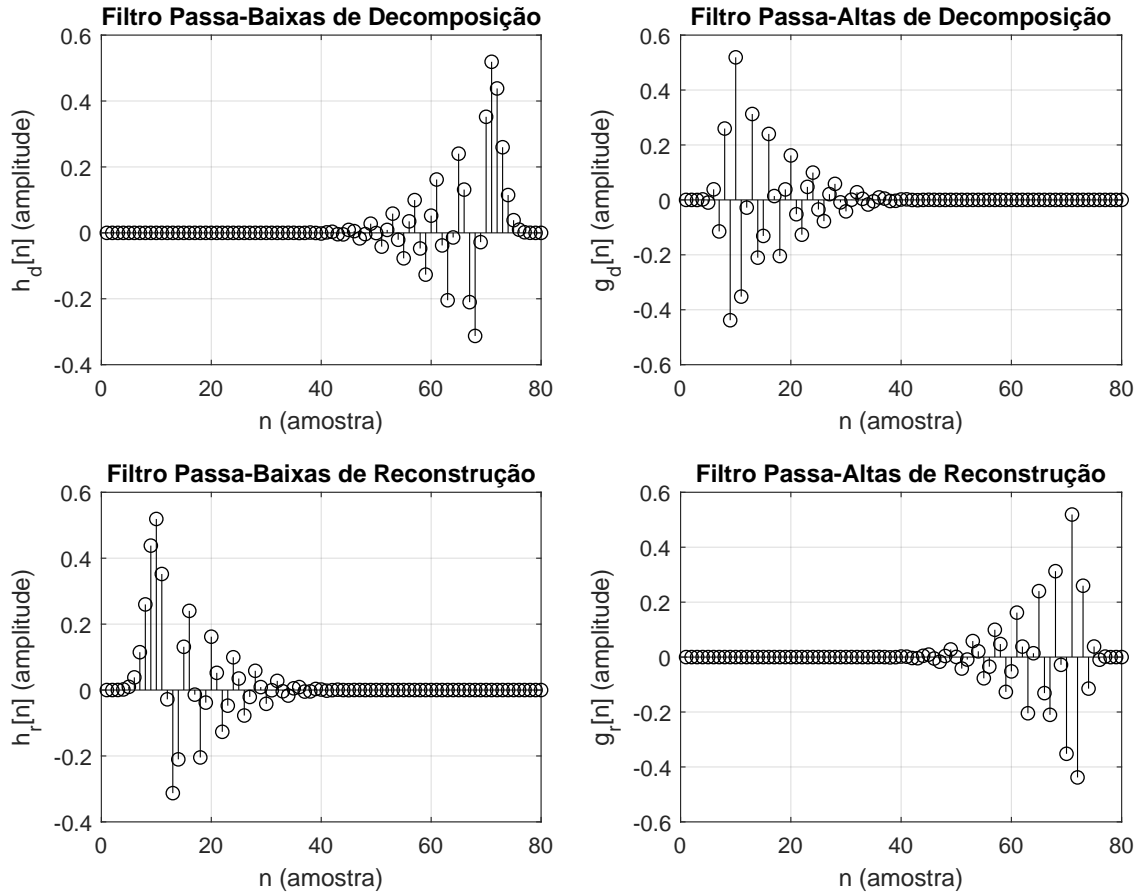 Filtro Passa-Baixas de Decomposição
0.6
0.4
0.2
0
-0.2
-0.4
h_d[n] (amplitude)
0 20 40 60 80
n (amostra)
Filtro Passa-Altas de Decomposição
0.6
0.4
0.2
0
-0.2
-0.4
-0.6
g_d[n] (amplitude)
0 20 40 60 80
n (amostra)
Filtro Passa-Baixas de Reconstrução
0.6
0.4
0.2
0
-0.2
-0.4
h_r[n] (amplitude)
0 20 40 60 80
n (amostra)
Filtro Passa-Altas de Reconstrução
0.6
0.4
0.2
0
-0.2
-0.4
-0.6
g_r[n] (amplitude)
0 20 40 60 80
n (amostra)